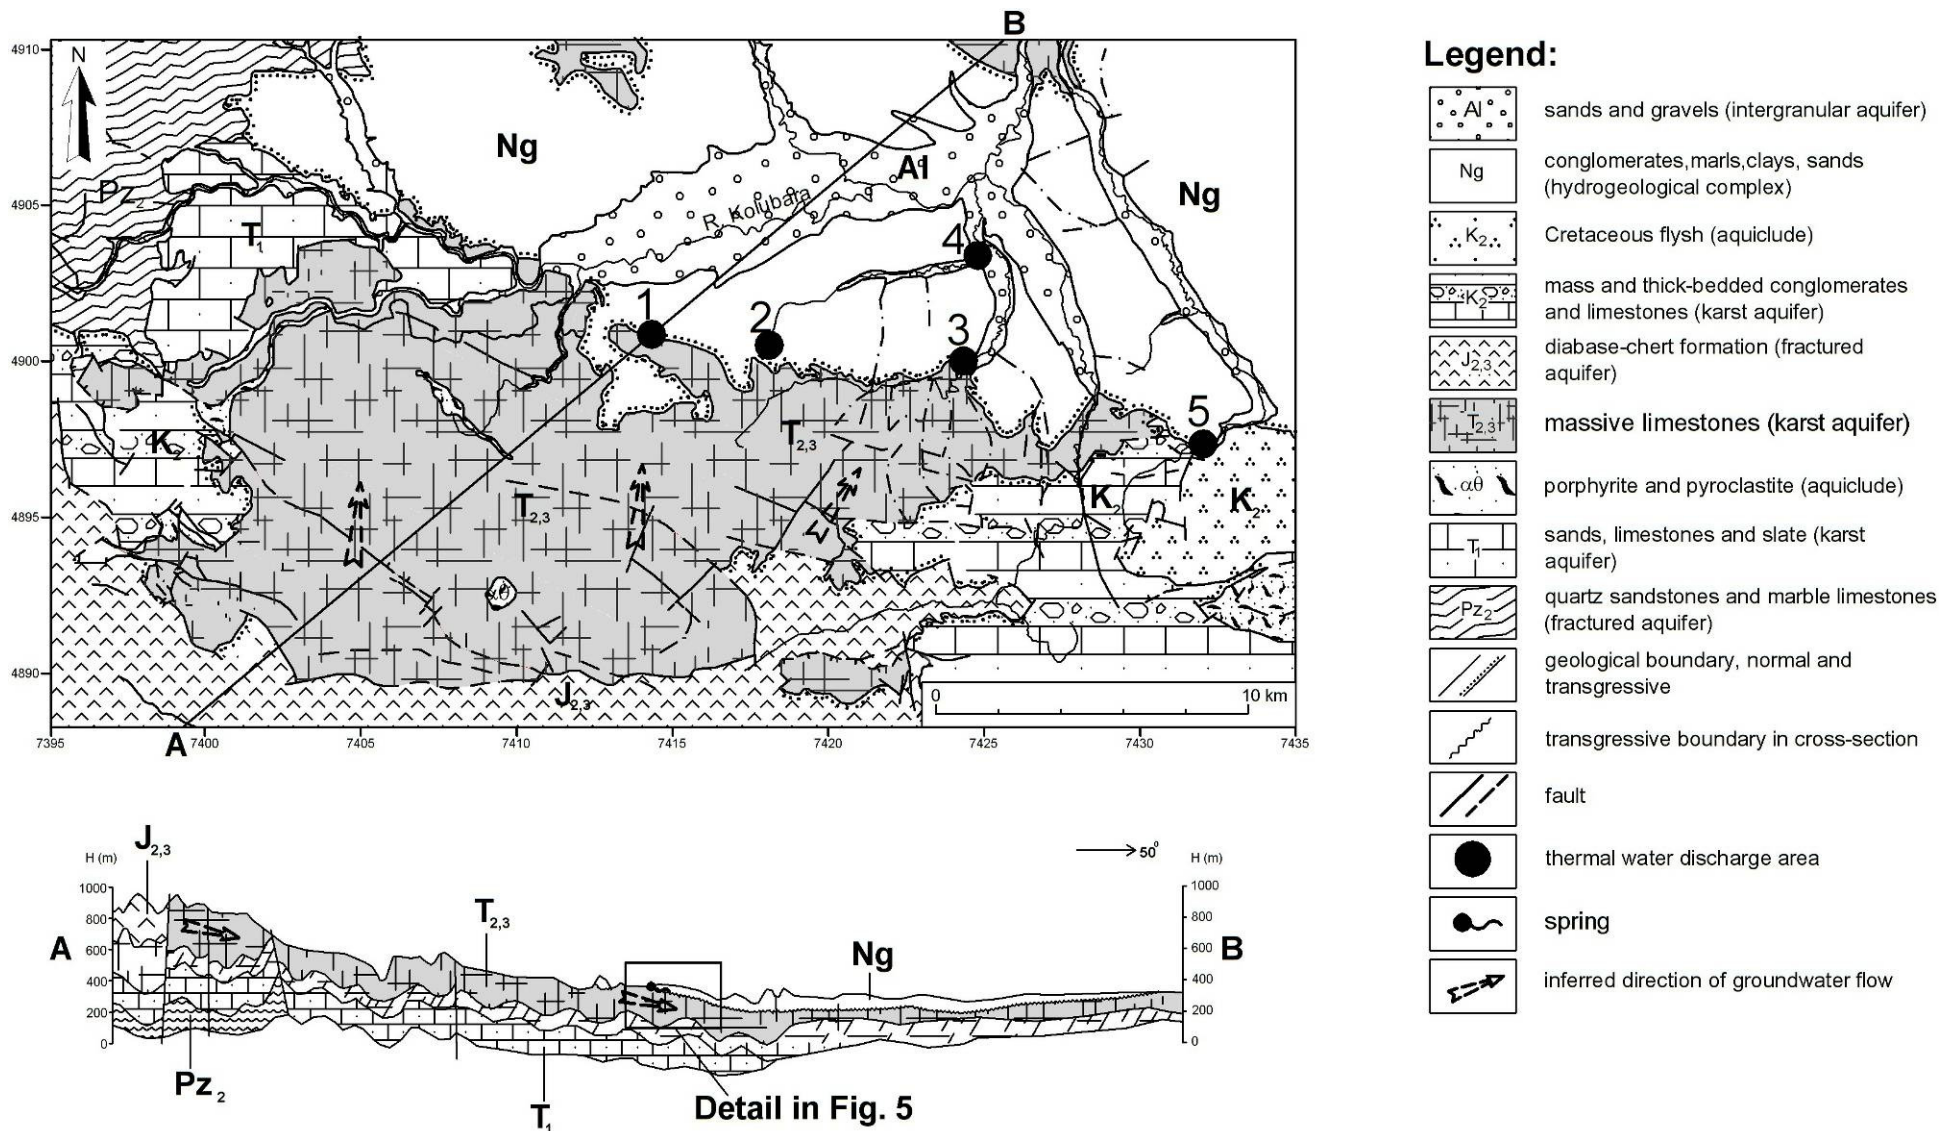 B
4910
4905
4900
4895
4890
N
Ng
Al
Ng
R. Kolubara
P
Z
T1
1
2
3
4
5
K2
T2,3
T2,3
K2
K2
αθ
J2,3
0 10 km
A
7395 7400 7405 7410 7415 7420 7425 7430 7435
J2,3
H (m)
50°
H (m)
1000
800
600
400
200
0
A
T2,3
Ng
1000
800
600
400
200
0
B
Pz2
T1
Detail in Fig. 5
Legend:
Al sands and gravels (intergranular aquifer)
Ng conglomerates,marls,clays, sands
(hydrogeological complex)
K2 Cretaceous flysh (aquiclude)
K2 mass and thick-bedded conglomerates
and limestones (karst aquifer)
J2,3 diabase-chert formation (fractured
aquifer)
T2,3 massive limestones (karst aquifer)
αθ porphyrite and pyroclastite (aquiclude)
T1 sands, limestones and slate (karst
aquifer)
Pz2 quartz sandstones and marble limestones
(fractured aquifer)
geological boundary, normal and
transgressive
transgressive boundary in cross-section
fault
thermal water discharge area
spring
inferred direction of groundwater flow